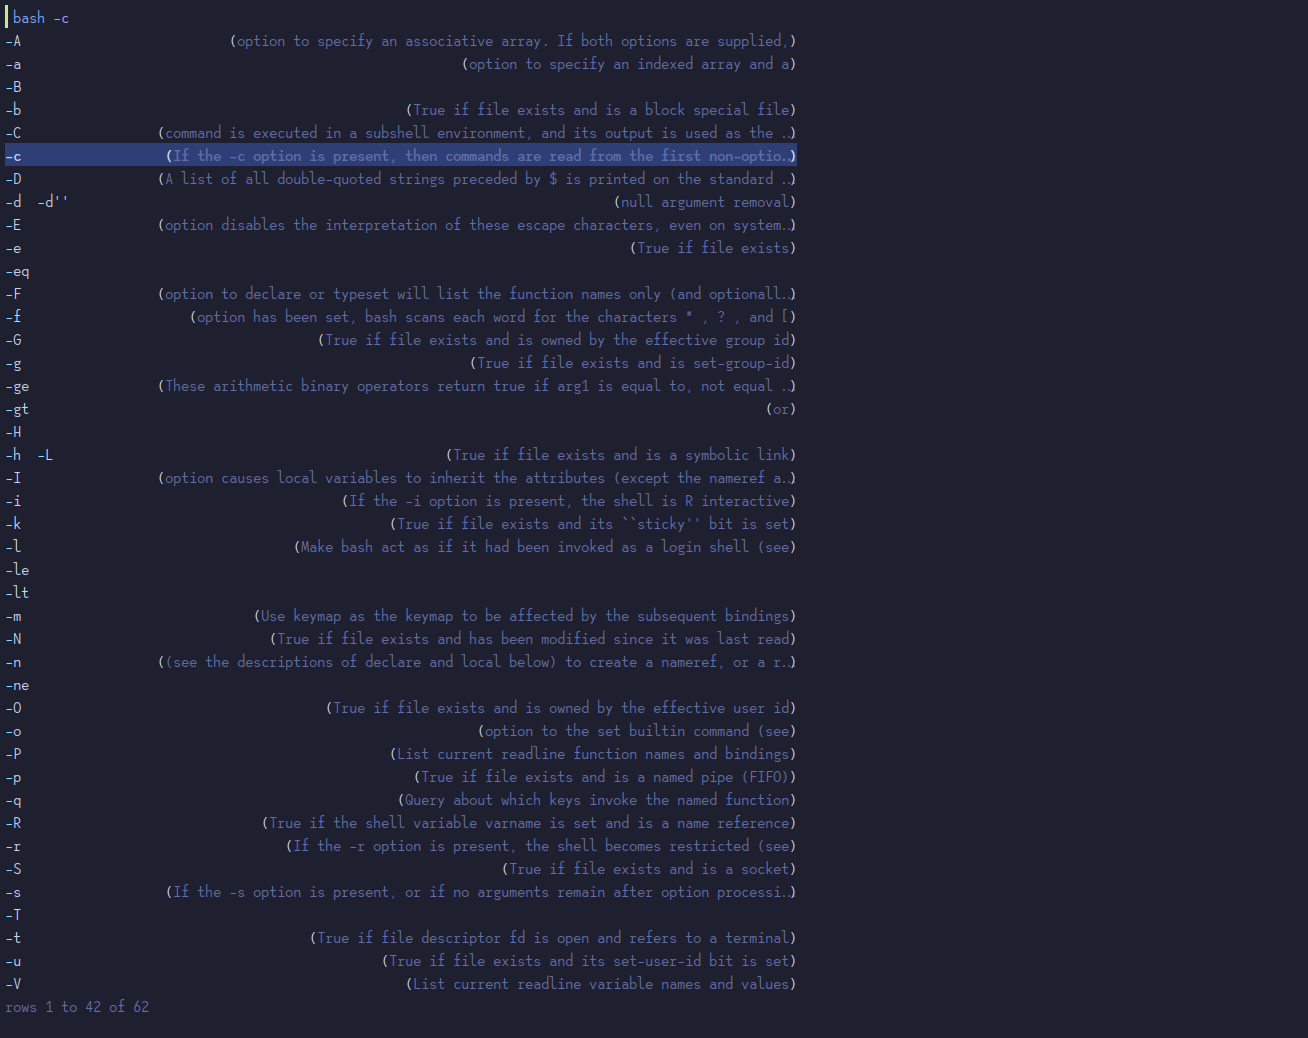 bash -c
-A (option to specify an associative array. If both options are supplied,)
-a (option to specify an indexed array and a)
-B
-b (True if file exists and is a block special file)
-C (command is executed in a subshell environment, and its output is used as the …)
-c (If the -c option is present, then commands are read from the first non-optio…)
-D (A list of all double-quoted strings preceded by $ is printed on the standard …)
-d  -d'' (null argument removal)
-E (option disables the interpretation of these escape characters, even on system…)
-e (True if file exists)
-eq
-F (option to declare or typeset will list the function names only (and optionall…)
-f (option has been set, bash scans each word for the characters * , ? , and [)
-G (True if file exists and is owned by the effective group id)
-g (True if file exists and is set-group-id)
-ge (These arithmetic binary operators return true if arg1 is equal to, not equal …)
-gt (or)
-H
-h  -L (True if file exists and is a symbolic link)
-I (option causes local variables to inherit the attributes (except the nameref a…)
-i (If the -i option is present, the shell is R interactive)
-k (True if file exists and its ``sticky'' bit is set)
-l (Make bash act as if it had been invoked as a login shell (see)
-le
-lt
-m (Use keymap as the keymap to be affected by the subsequent bindings)
-N (True if file exists and has been modified since it was last read)
-n ((see the descriptions of declare and local below) to create a nameref, or a r…)
-ne
-O (True if file exists and is owned by the effective user id)
-o (option to the set builtin command (see)
-P (List current readline function names and bindings)
-p (True if file exists and is a named pipe (FIFO))
-q (Query about which keys invoke the named function)
-R (True if the shell variable varname is set and is a name reference)
-r (If the -r option is present, the shell becomes restricted (see)
-S (True if file exists and is a socket)
-s (If the -s option is present, or if no arguments remain after option processi…)
-T
-t (True if file descriptor fd is open and refers to a terminal)
-u (True if file exists and its set-user-id bit is set)
-V (List current readline variable names and values)
rows 1 to 42 of 62